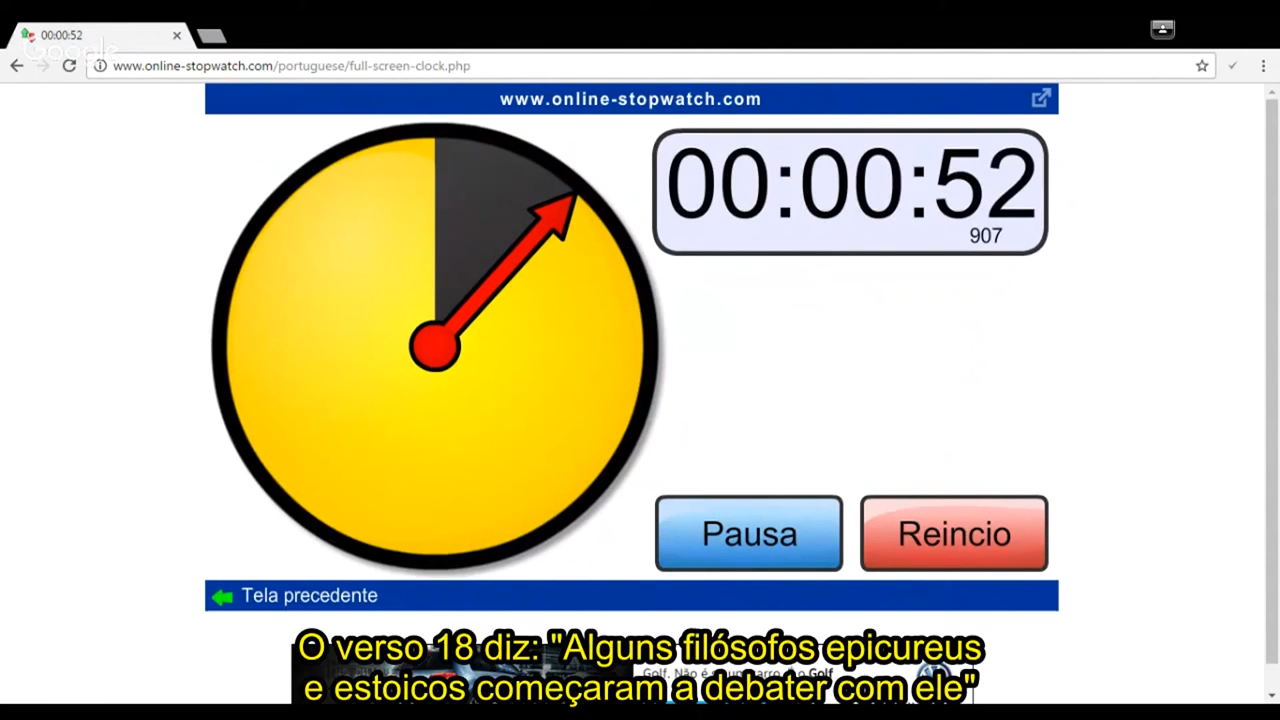 00:00:52
Google
www.online-stopwatch.com/portuguese/full-screen-clock.php
www.online-stopwatch.com
00:00:52
907
Pausa
Reincio
Tela precedente
O verso 18 diz: "Alguns filósofos epicureus
e estoicos começaram a debater com ele"